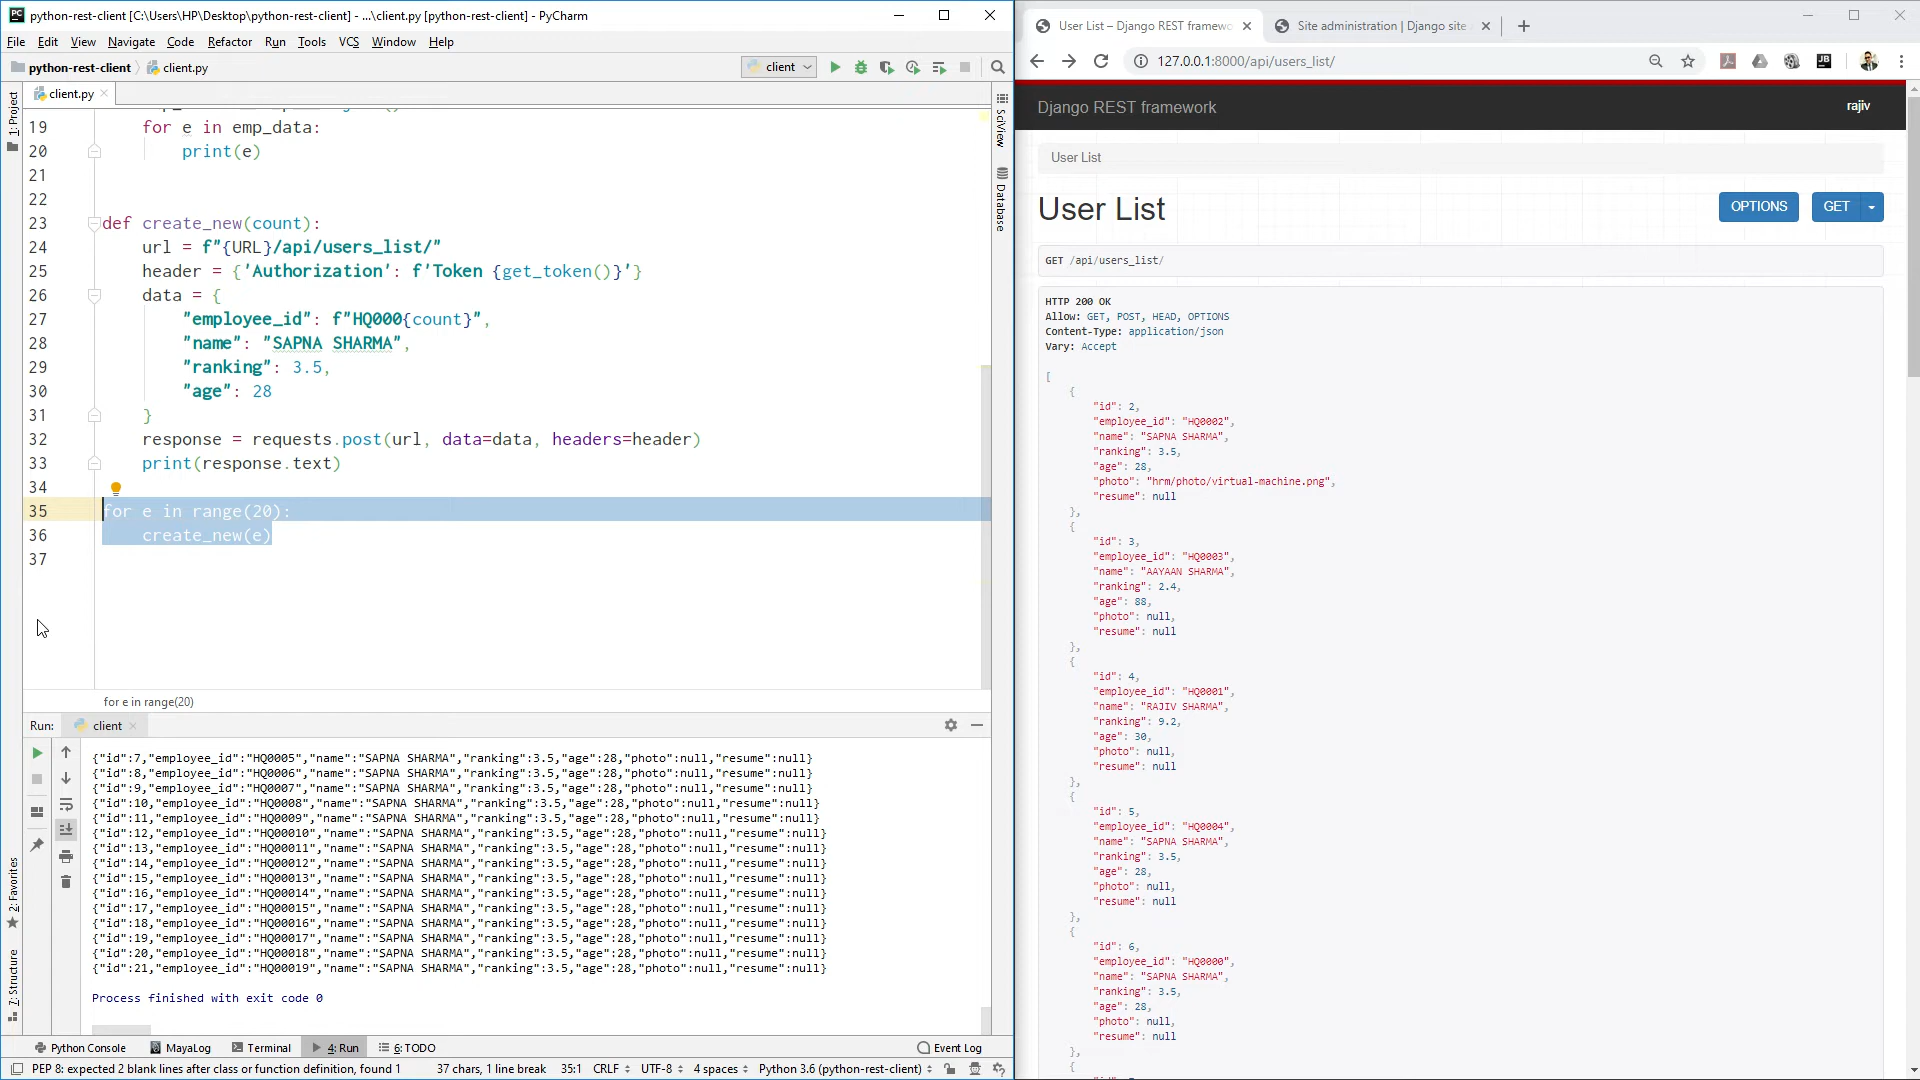 python-rest-client [C:\Users\HP\Desktop\python-rest-client] - ...\client.py [python-rest-client] - PyCharm
File Edit View Navigate Code Refactor Run Tools VCS Window Help
python-rest-client client.py
client
client.py
1: Project
SciView
Database
19 for e in emp_data:
20 print(e)
21
22
23 def create_new(count):
24 url = f"{URL}/api/users_list/"
25 header = {'Authorization': f'Token {get_token()}'}
26 data = {
27 "employee_id": f"HQ000{count}",
28 "name": "SAPNA SHARMA",
29 "ranking": 3.5,
30 "age": 28
31 }
32 response = requests.post(url, data=data, headers=header)
33 print(response.text)
34
35 for e in range(20):
36 create_new(e)
37
for e in range(20)
Run: client
{"id":7,"employee_id":"HQ0005","name":"SAPNA SHARMA","ranking":3.5,"age":28,"photo":null,"resume":null}
{"id":8,"employee_id":"HQ0006","name":"SAPNA SHARMA","ranking":3.5,"age":28,"photo":null,"resume":null}
{"id":9,"employee_id":"HQ0007","name":"SAPNA SHARMA","ranking":3.5,"age":28,"photo":null,"resume":null}
{"id":10,"employee_id":"HQ0008","name":"SAPNA SHARMA","ranking":3.5,"age":28,"photo":null,"resume":null}
{"id":11,"employee_id":"HQ0009","name":"SAPNA SHARMA","ranking":3.5,"age":28,"photo":null,"resume":null}
{"id":12,"employee_id":"HQ00010","name":"SAPNA SHARMA","ranking":3.5,"age":28,"photo":null,"resume":null}
{"id":13,"employee_id":"HQ00011","name":"SAPNA SHARMA","ranking":3.5,"age":28,"photo":null,"resume":null}
{"id":14,"employee_id":"HQ00012","name":"SAPNA SHARMA","ranking":3.5,"age":28,"photo":null,"resume":null}
{"id":15,"employee_id":"HQ00013","name":"SAPNA SHARMA","ranking":3.5,"age":28,"photo":null,"resume":null}
{"id":16,"employee_id":"HQ00014","name":"SAPNA SHARMA","ranking":3.5,"age":28,"photo":null,"resume":null}
{"id":17,"employee_id":"HQ00015","name":"SAPNA SHARMA","ranking":3.5,"age":28,"photo":null,"resume":null}
{"id":18,"employee_id":"HQ00016","name":"SAPNA SHARMA","ranking":3.5,"age":28,"photo":null,"resume":null}
{"id":19,"employee_id":"HQ00017","name":"SAPNA SHARMA","ranking":3.5,"age":28,"photo":null,"resume":null}
{"id":20,"employee_id":"HQ00018","name":"SAPNA SHARMA","ranking":3.5,"age":28,"photo":null,"resume":null}
{"id":21,"employee_id":"HQ00019","name":"SAPNA SHARMA","ranking":3.5,"age":28,"photo":null,"resume":null}
Process finished with exit code 0
2: Favorites
7: Structure
Python Console MayaLog Terminal 4: Run 6: TODO Event Log
PEP 8: expected 2 blank lines after class or function definition, found 1 37 chars, 1 line break 35:1 CRLF UTF-8 4 spaces Python 3.6 (python-rest-client)
User List – Django REST framewo
Site administration | Django site
127.0.0.1:8000/api/users_list/
Django REST framework rajiv
User List
User List
OPTIONS GET
GET /api/users_list/
HTTP 200 OK
Allow: GET, POST, HEAD, OPTIONS
Content-Type: application/json
Vary: Accept
[
{
"id": 2,
"employee_id": "HQ0002",
"name": "SAPNA SHARMA",
"ranking": 3.5,
"age": 28,
"photo": "hrm/photo/virtual-machine.png",
"resume": null
},
{
"id": 3,
"employee_id": "HQ0003",
"name": "AAYAAN SHARMA",
"ranking": 2.4,
"age": 88,
"photo": null,
"resume": null
},
{
"id": 4,
"employee_id": "HQ0001",
"name": "RAJIV SHARMA",
"ranking": 9.2,
"age": 30,
"photo": null,
"resume": null
},
{
"id": 5,
"employee_id": "HQ0004",
"name": "SAPNA SHARMA",
"ranking": 3.5,
"age": 28,
"photo": null,
"resume": null
},
{
"id": 6,
"employee_id": "HQ0000",
"name": "SAPNA SHARMA",
"ranking": 3.5,
"age": 28,
"photo": null,
"resume": null
},
{